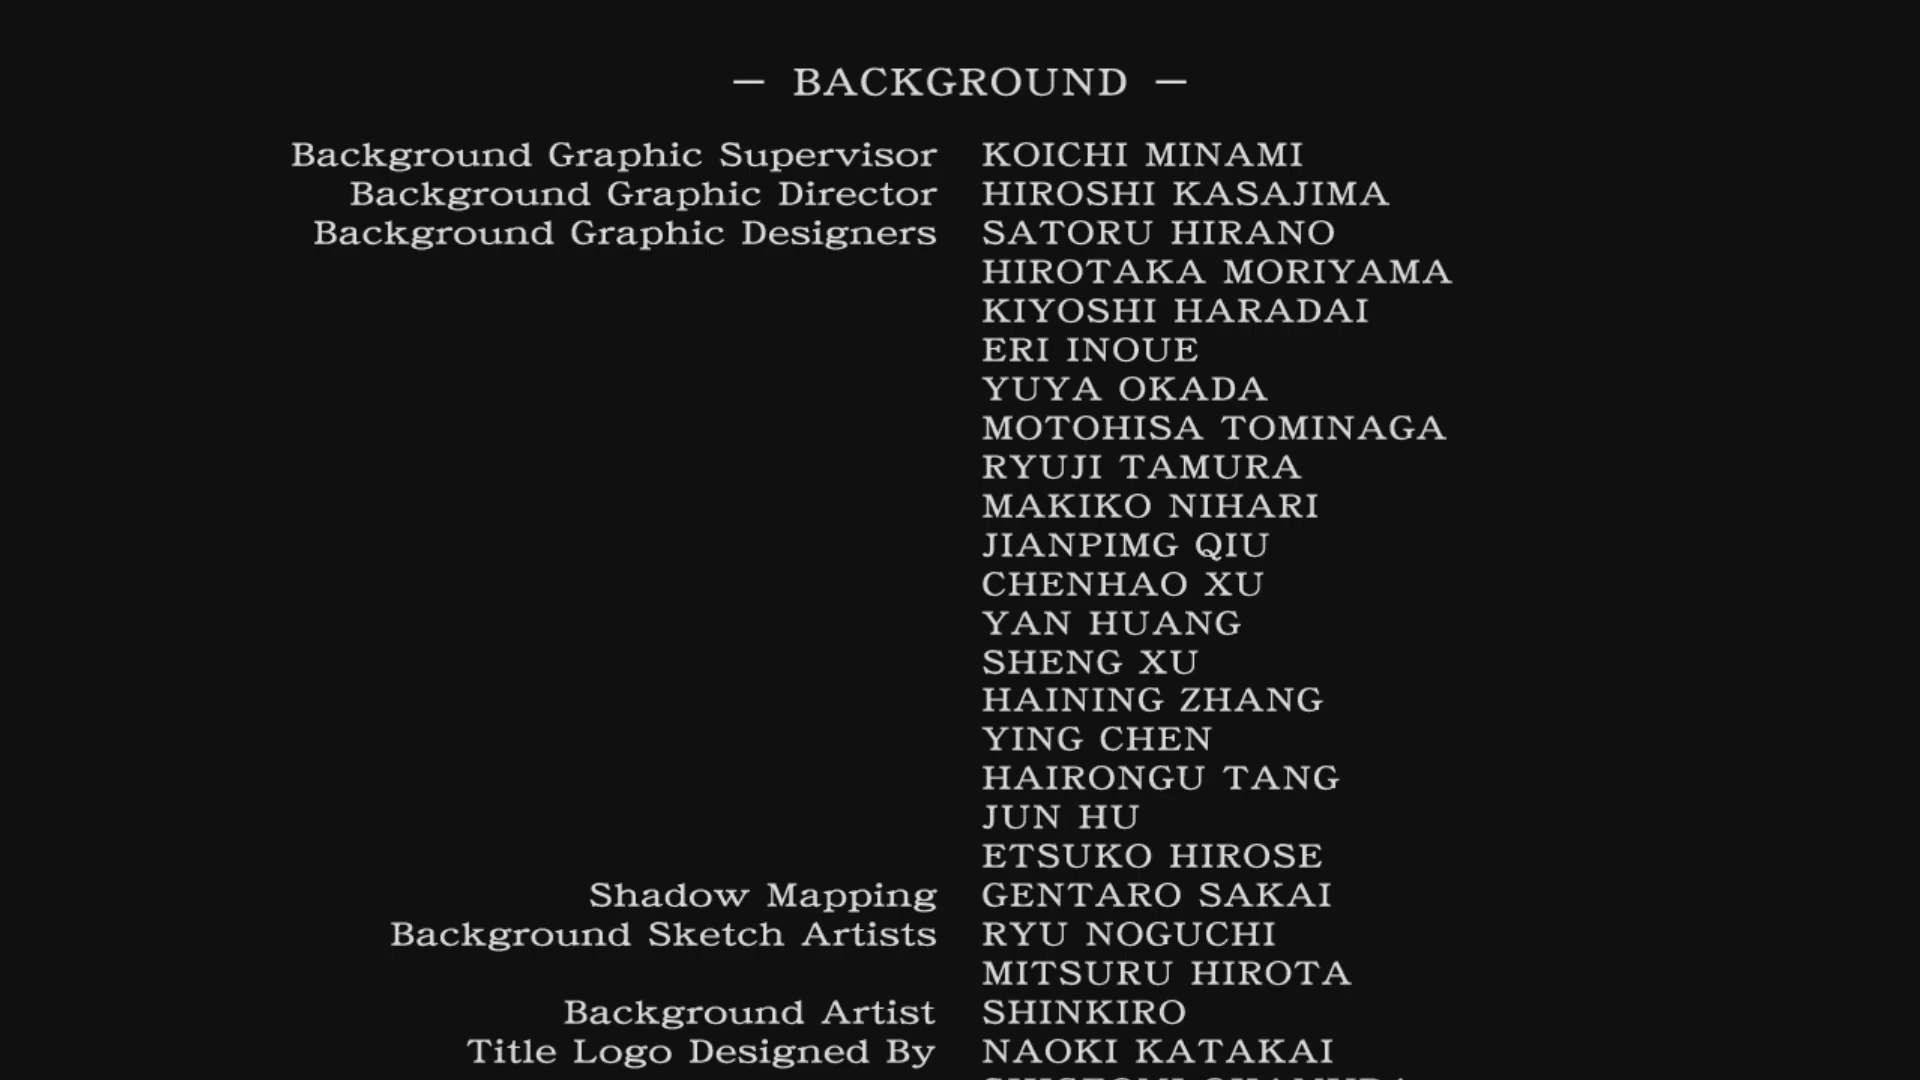 — BACKGROUND —
Background Graphic Supervisor KOICHI MINAMI
Background Graphic Director HIROSHI KASAJIMA
Background Graphic Designers SATORU HIRANO
HIROTAKA MORIYAMA
KIYOSHI HARADAI
ERI INOUE
YUYA OKADA
MOTOHISA TOMINAGA
RYUJI TAMURA
MAKIKO NIHARI
JIANPIMG QIU
CHENHAO XU
YAN HUANG
SHENG XU
HAINING ZHANG
YING CHEN
HAIRONGU TANG
JUN HU
ETSUKO HIROSE
Shadow Mapping GENTARO SAKAI
Background Sketch Artists RYU NOGUCHI
MITSURU HIROTA
Background Artist SHINKIRO
Title Logo Designed By NAOKI KATAKAI